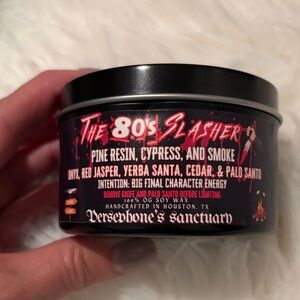 THE 80's SLASHER
PINE RESIN, CYPRESS, AND SMOKE
ONYX, RED JASPER, YERBA SANTA, CEDAR, & PALO SANTO
INTENTION: BIG FINAL CHARACTER ENERGY
REMOVE KNIFE AND PALO SANTO BEFORE LIGHTING
100% OG SOY WAX
HANDCRAFTED IN HOUSTON, TX
Persephone's sanctuary